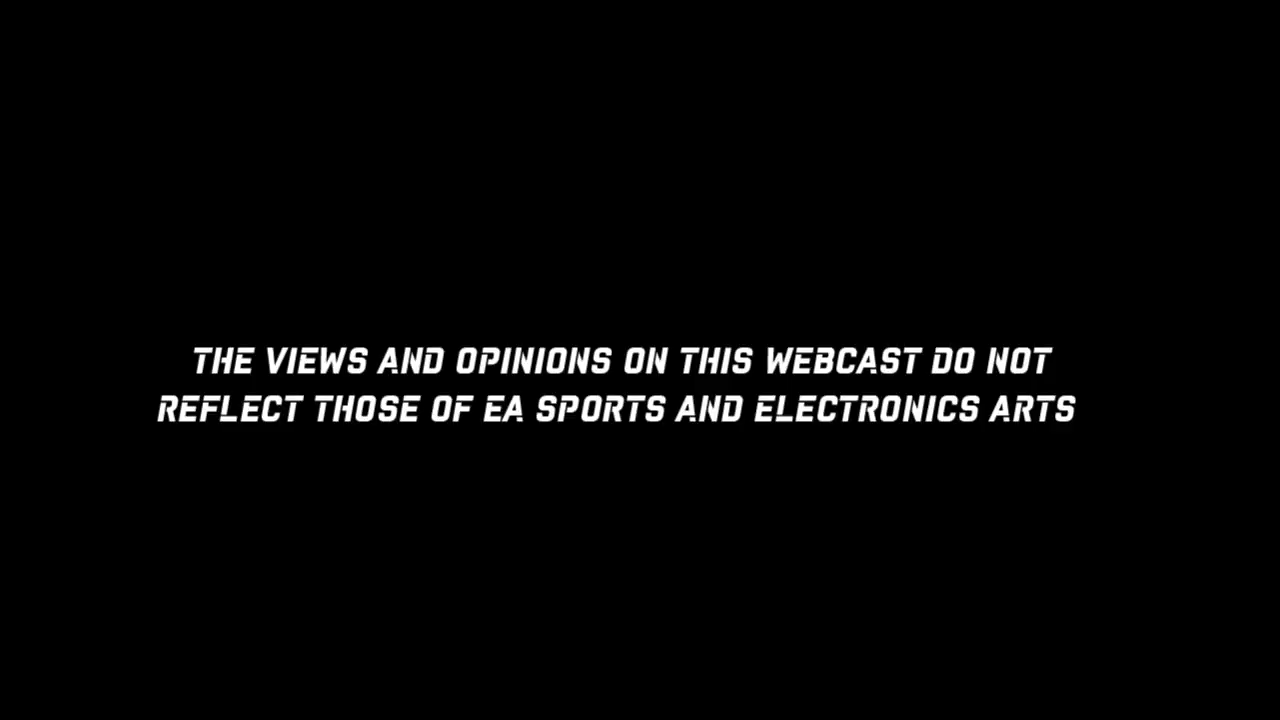 THE VIEWS AND OPINIONS ON THIS WEBCAST DO NOT
REFLECT THOSE OF EA SPORTS AND ELECTRONICS ARTS